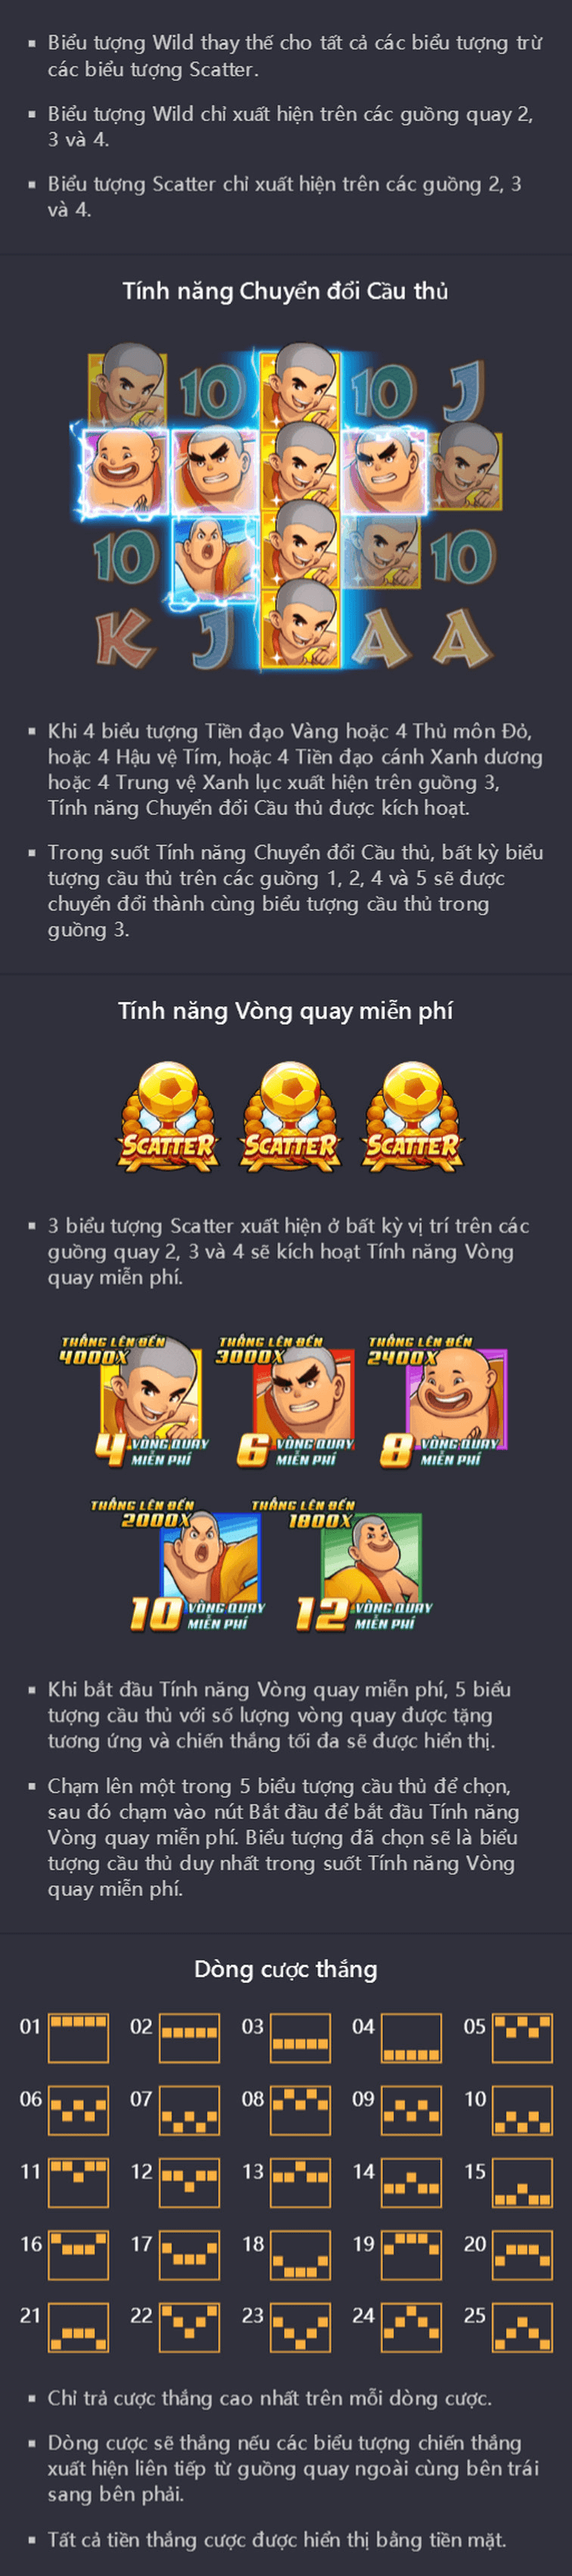 ▪ Biểu tượng Wild thay thế cho tất cả các biểu tượng trừ
các biểu tượng Scatter.
▪ Biểu tượng Wild chỉ xuất hiện trên các guồng quay 2,
3 và 4.
▪ Biểu tượng Scatter chỉ xuất hiện trên các guồng 2, 3
và 4.
Tính năng Chuyển đổi Cầu thủ
10 10 J
10 10
K J A A
▪ Khi 4 biểu tượng Tiền đạo Vàng hoặc 4 Thủ môn Đỏ,
hoặc 4 Hậu vệ Tím, hoặc 4 Tiền đạo cánh Xanh dương
hoặc 4 Trung vệ Xanh lục xuất hiện trên guồng 3,
Tính năng Chuyển đổi Cầu thủ được kích hoạt.
▪ Trong suốt Tính năng Chuyển đổi Cầu thủ, bất kỳ biểu
tượng cầu thủ trên các guồng 1, 2, 4 và 5 sẽ được
chuyển đổi thành cùng biểu tượng cầu thủ trong
guồng 3.
Tính năng Vòng quay miễn phí
SCATTER SCATTER SCATTER
▪ 3 biểu tượng Scatter xuất hiện ở bất kỳ vị trí trên các
guồng quay 2, 3 và 4 sẽ kích hoạt Tính năng Vòng
quay miễn phí.
THẮNG LÊN ĐẾN THẮNG LÊN ĐẾN THẮNG LÊN ĐẾN
4000X 3000X 2400X
4 VÒNG QUAY 6 VÒNG QUAY 8 VÒNG QUAY
MIỄN PHÍ MIỄN PHÍ MIỄN PHÍ
THẮNG LÊN ĐẾN THẮNG LÊN ĐẾN
2000X 1800X
10 VÒNG QUAY 12 VÒNG QUAY
MIỄN PHÍ MIỄN PHÍ
▪ Khi bắt đầu Tính năng Vòng quay miễn phí, 5 biểu
tượng cầu thủ với số lượng vòng quay được tặng
tương ứng và chiến thắng tối đa sẽ được hiển thị.
▪ Chạm lên một trong 5 biểu tượng cầu thủ để chọn,
sau đó chạm vào nút Bắt đầu để bắt đầu Tính năng
Vòng quay miễn phí. Biểu tượng đã chọn sẽ là biểu
tượng cầu thủ duy nhất trong suốt Tính năng Vòng
quay miễn phí.
Dòng cược thắng
01 02 03 04 05
06 07 08 09 10
11 12 13 14 15
16 17 18 19 20
21 22 23 24 25
▪ Chỉ trả cược thắng cao nhất trên mỗi dòng cược.
▪ Dòng cược sẽ thắng nếu các biểu tượng chiến thắng
xuất hiện liên tiếp từ guồng quay ngoài cùng bên trái
sang bên phải.
▪ Tất cả tiền thắng cược được hiển thị bằng tiền mặt.